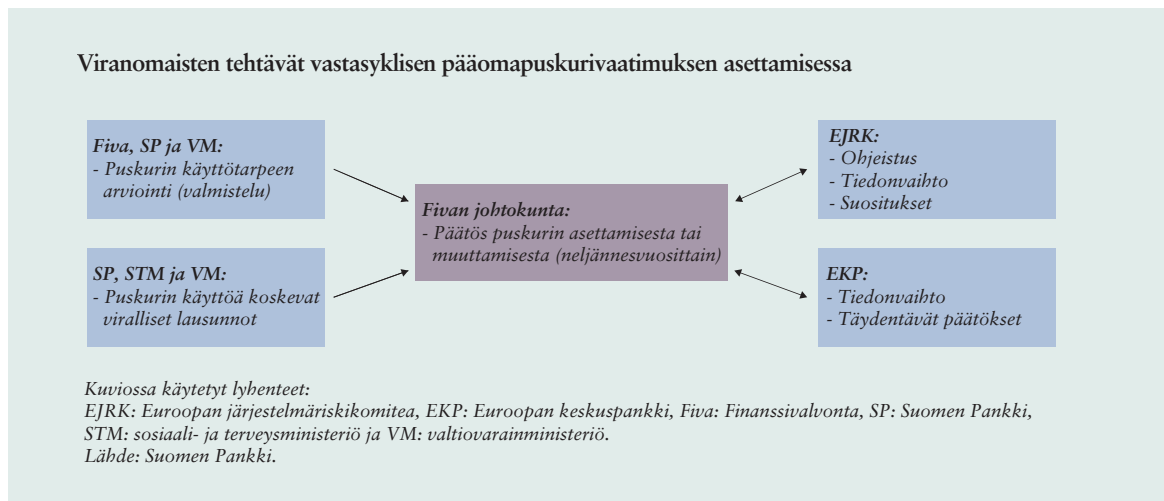 Viranomaisten tehtävät vastasyklisen pääomapuskurivaatimuksen asettamisessa
Fiva, SP ja VM:
- Puskurin käyttötarpeen
arviointi (valmistelu)
SP, STM ja VM:
- Puskurin käyttöä koskevat
viralliset lausunnot
Fivan johtokunta:
- Päätös puskurin asettamisesta tai
muuttamisesta (neljännesvuosittain)
EJRK:
- Ohjeistus
- Tiedonvaihto
- Suositukset
EKP:
- Tiedonvaihto
- Täydentävät päätökset
Kuviossa käytetyt lyhenteet:
EJRK: Euroopan järjestelmäriskikomitea, EKP: Euroopan keskuspankki, Fiva: Finanssivalvonta, SP: Suomen Pankki,
STM: sosiaali- ja terveysministeriö ja VM: valtiovarainministeriö.
Lähde: Suomen Pankki.